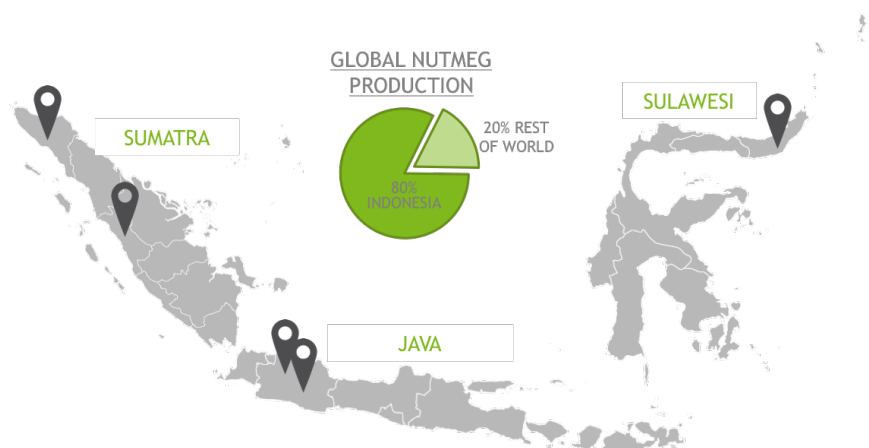 GLOBAL NUTMEG
PRODUCTION
SULAWESI
SUMATRA
20% REST
OF WORLD
80%
INDONESIA
JAVA